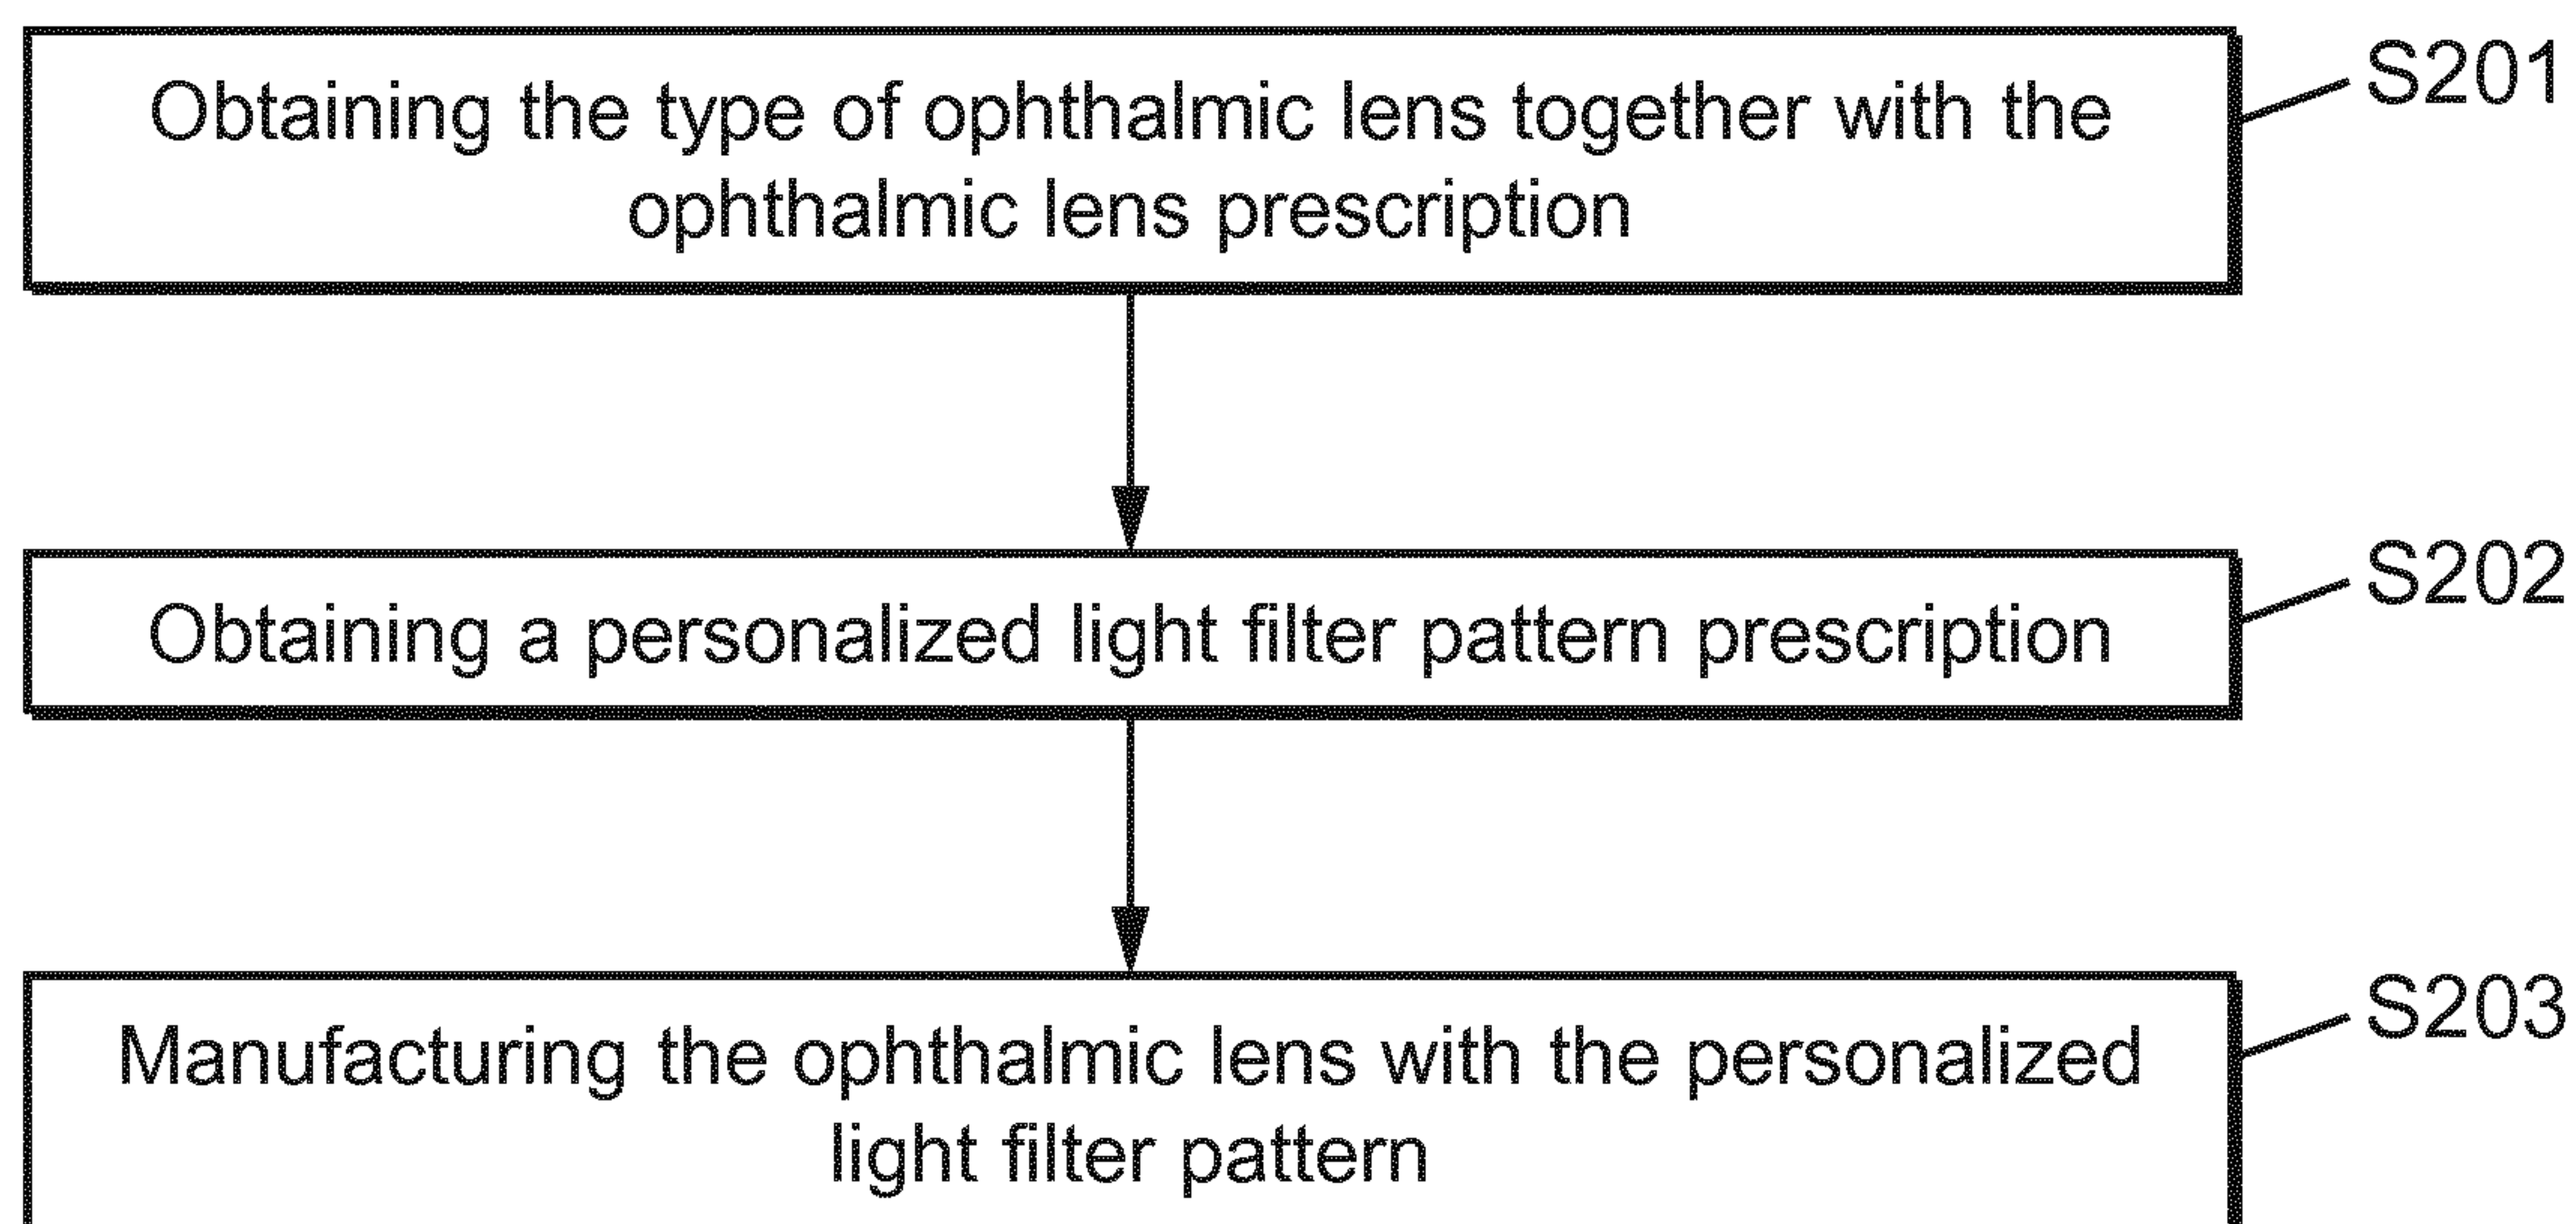 Obtaining the type of ophthalmic lens together with the
ophthalmic lens prescription
S201
Obtaining a personalized light filter pattern prescription
S202
Manufacturing the ophthalmic lens with the personalized
light filter pattern
S203